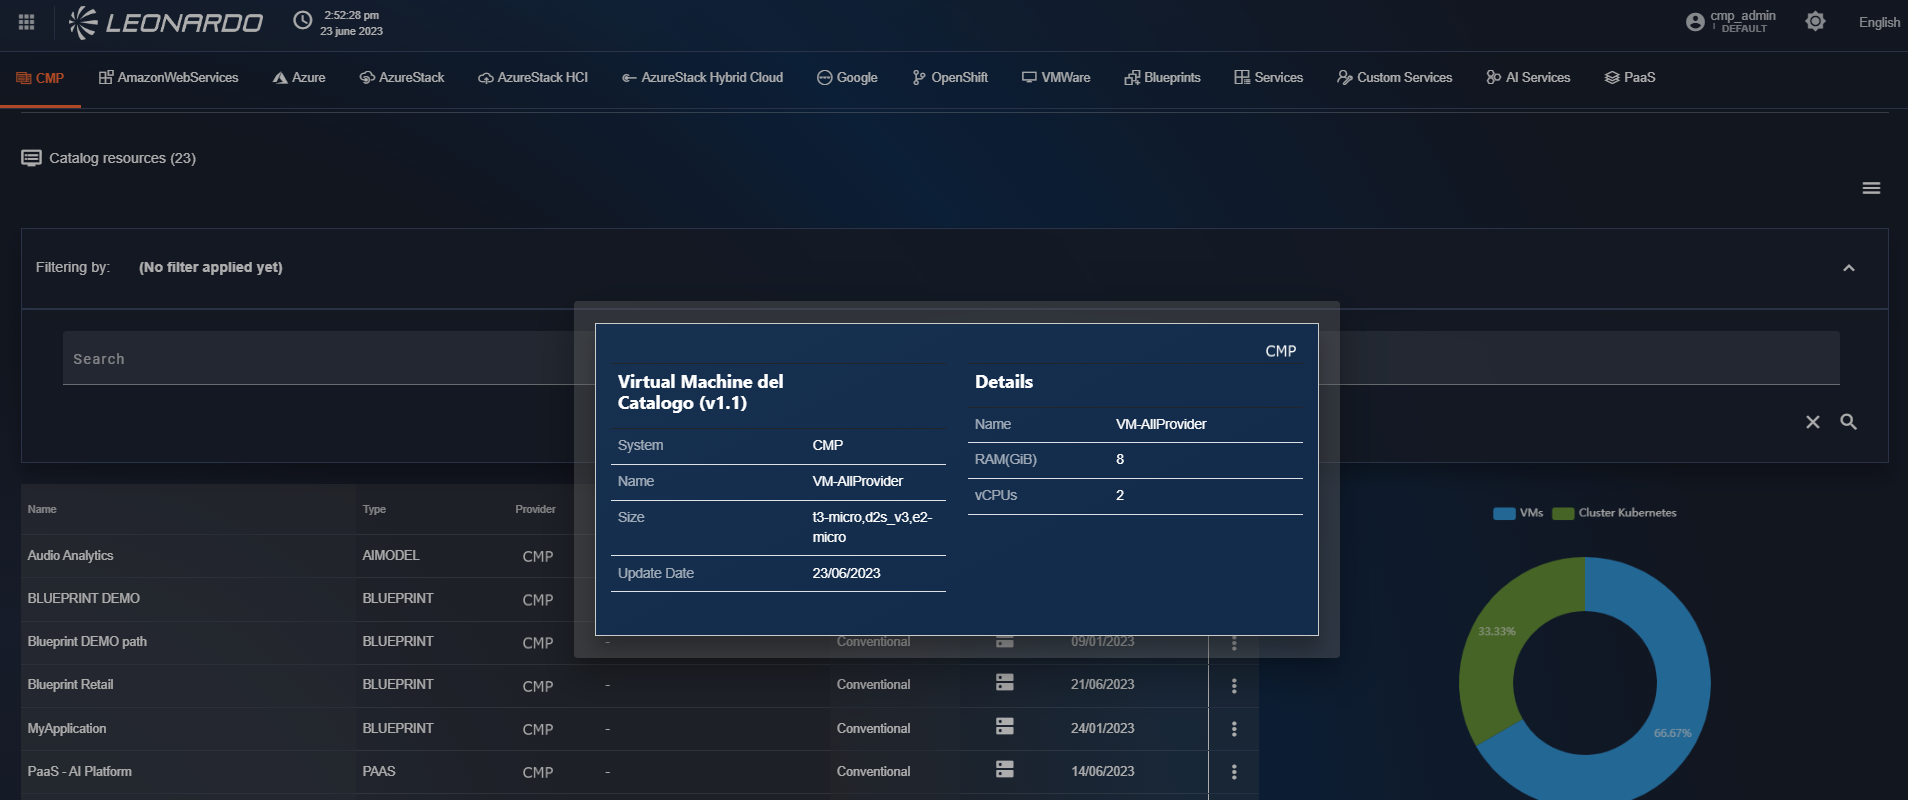 LEONARDO
2:52:28 pm
23 june 2023
cmp_admin
DEFAULT
English
CMP
AmazonWebServices
Azure
AzureStack
AzureStack HCI
AzureStack Hybrid Cloud
Google
OpenShift
VMWare
Blueprints
Services
Custom Services
AI Services
PaaS
Catalog resources (23)
Filtering by: (No filter applied yet)
Search
CMP
Virtual Machine del
Catalogo (v1.1)
System CMP
Name VM-AllProvider
Size t3-micro,d2s_v3,e2-
micro
Update Date 23/06/2023
Details
Name VM-AllProvider
RAM(GiB) 8
vCPUs 2
Name Type Provider
Audio Analytics AIMODEL CMP
BLUEPRINT DEMO BLUEPRINT CMP
Blueprint DEMO path BLUEPRINT CMP - Conventional 09/01/2023
Blueprint Retail BLUEPRINT CMP - Conventional 21/06/2023
MyApplication BLUEPRINT CMP - Conventional 24/01/2023
PaaS - AI Platform PAAS CMP - Conventional 14/06/2023
VMs Cluster Kubernetes
33.33%
66.67%